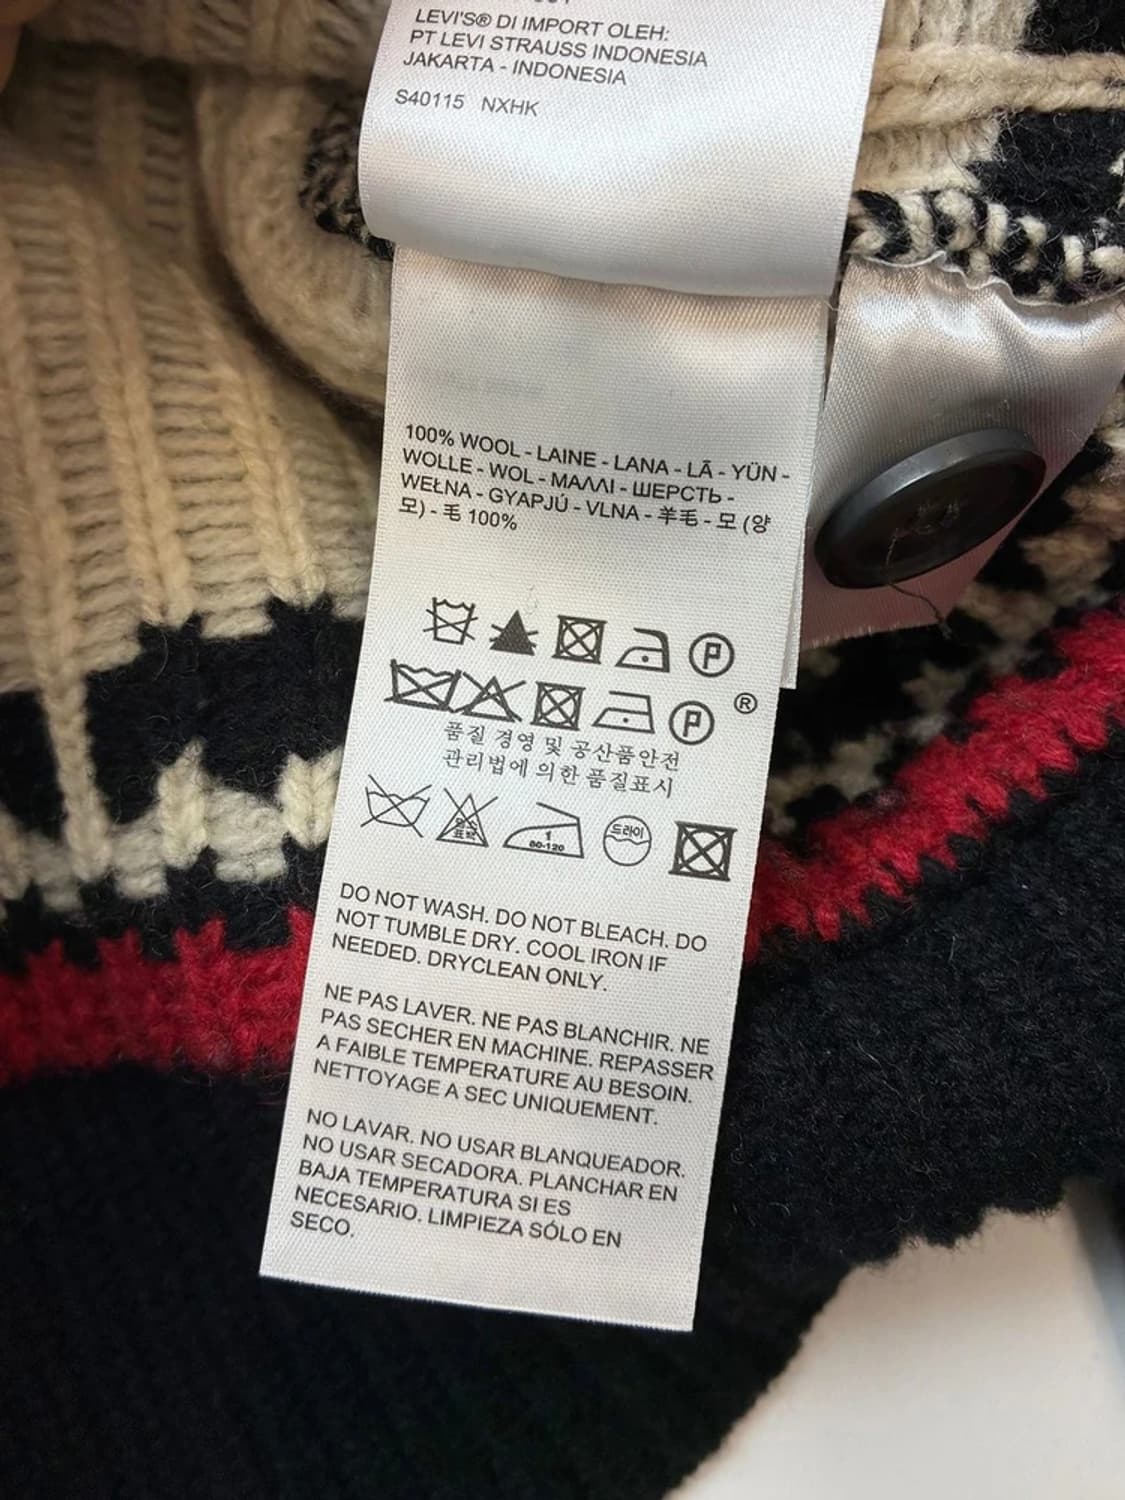 LEVI'S® DI IMPORT OLEH:
PT LEVI STRAUSS INDONESIA
JAKARTA - INDONESIA
S40115 NXHK
100% WOOL - LAINE - LANA - LÃ - YÜN -
WOLLE - WOL - ΜΑΛΛΙ - ШЕРСТЬ -
WEŁNA - GYAPJÚ - VLNA - 羊毛 - 모 (양
모) - 毛 100%
P
P ®
품질 경영 및 공산품안전
관리법에 의한 품질표시
표백 1 80-120 드라이
DO NOT WASH. DO NOT BLEACH. DO
NOT TUMBLE DRY. COOL IRON IF
NEEDED. DRYCLEAN ONLY.
NE PAS LAVER. NE PAS BLANCHIR. NE
PAS SECHER EN MACHINE. REPASSER
A FAIBLE TEMPERATURE AU BESOIN.
NETTOYAGE A SEC UNIQUEMENT.
NO LAVAR. NO USAR BLANQUEADOR.
NO USAR SECADORA. PLANCHAR EN
BAJA TEMPERATURA SI ES
NECESARIO. LIMPIEZA SÓLO EN
SECO.